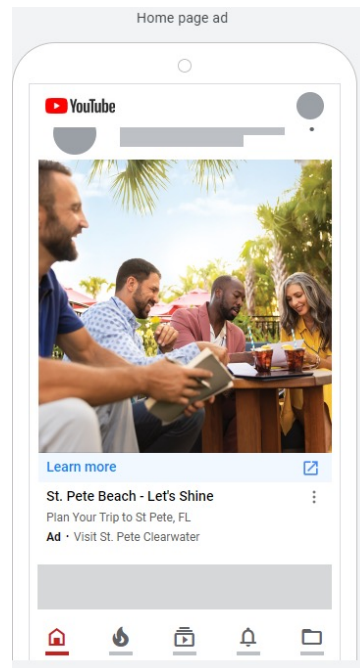 Home page ad
YouTube
Learn more
St. Pete Beach - Let's Shine
Plan Your Trip to St Pete, FL
Ad · Visit St. Pete Clearwater